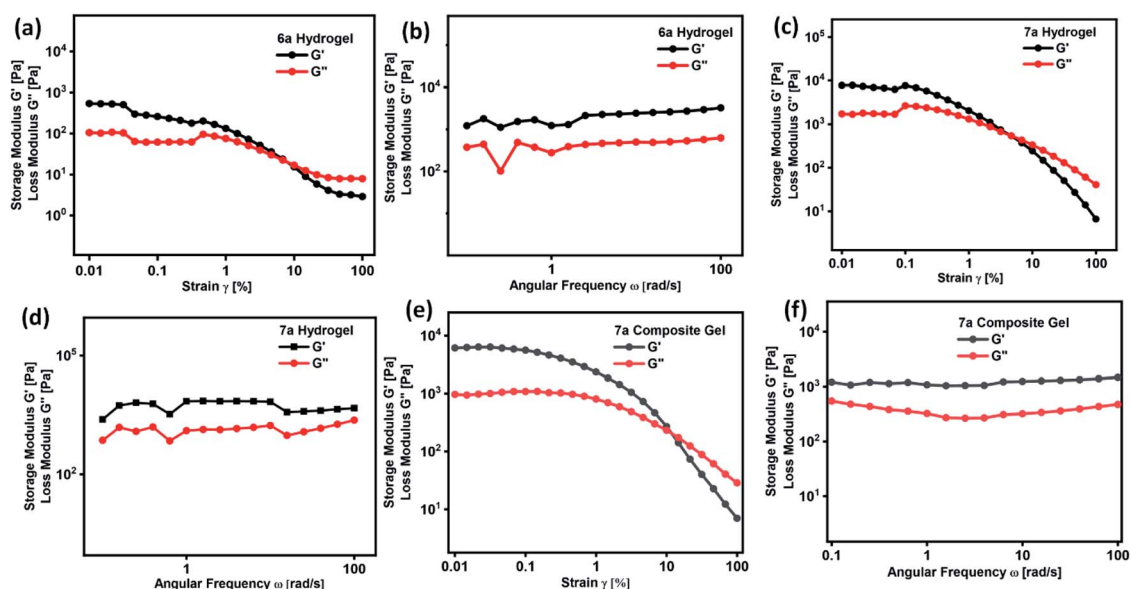 (a)
6a Hydrogel
G'
G"
Storage Modulus G' [Pa]
Loss Modulus G" [Pa]
10⁴
10³
10²
10¹
10⁰
0.01
0.1
1
10
100
Strain γ [%]
(b)
6a Hydrogel
G'
G"
Storage Modulus G' [Pa]
Loss Modulus G" [Pa]
10⁴
10²
1
100
Angular Frequency ω [rad/s]
(c)
7a Hydrogel
G'
G"
Storage Modulus G' [Pa]
Loss Modulus G" [Pa]
10⁵
10⁴
10³
10²
10¹
0.01
0.1
1
10
100
Strain γ [%]
(d)
7a Hydrogel
G'
G"
Storage Modulus G' [Pa]
Loss Modulus G" [Pa]
10⁵
10²
1
100
Angular Frequency ω [rad/s]
(e)
7a Composite Gel
G'
G"
Storage Modulus G' [Pa]
Loss Modulus G" [Pa]
10⁴
10³
10²
10¹
0.01
0.1
1
10
100
Strain γ [%]
(f)
7a Composite Gel
G'
G"
Storage Modulus G' [Pa]
Loss Modulus G" [Pa]
10⁴
10³
10²
10¹
0.1
1
10
100
Angular Frequency ω [rad/s]